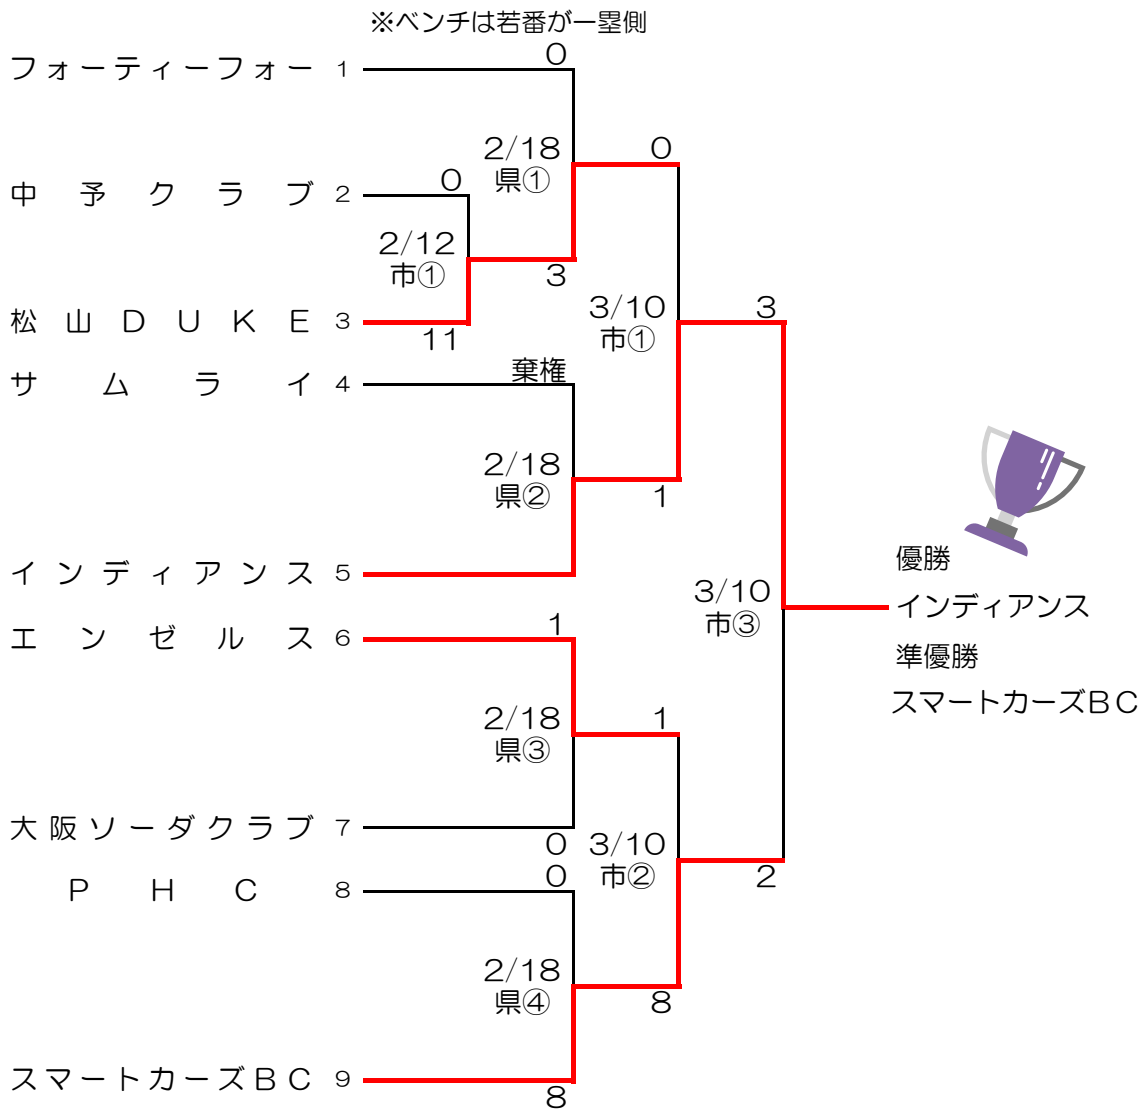 ※ベンチは若番が一塁側
0
フォーティーフォー 1
2/18
県①
0
中予クラブ 2
0
2/12
市①
3
松山DUKE 3
11
3/10
市①
3
サムライ 4
棄権
2/18
県②
1
インディアンス 5
優勝
インディアンス
準優勝
スマートカーズBC
3/10
市③
エンゼルス 6
1
2/18
県③
1
大阪ソーダクラブ 7
0
3/10
市②
2
PHC 8
0
2/18
県④
8
スマートカーズBC 9
8